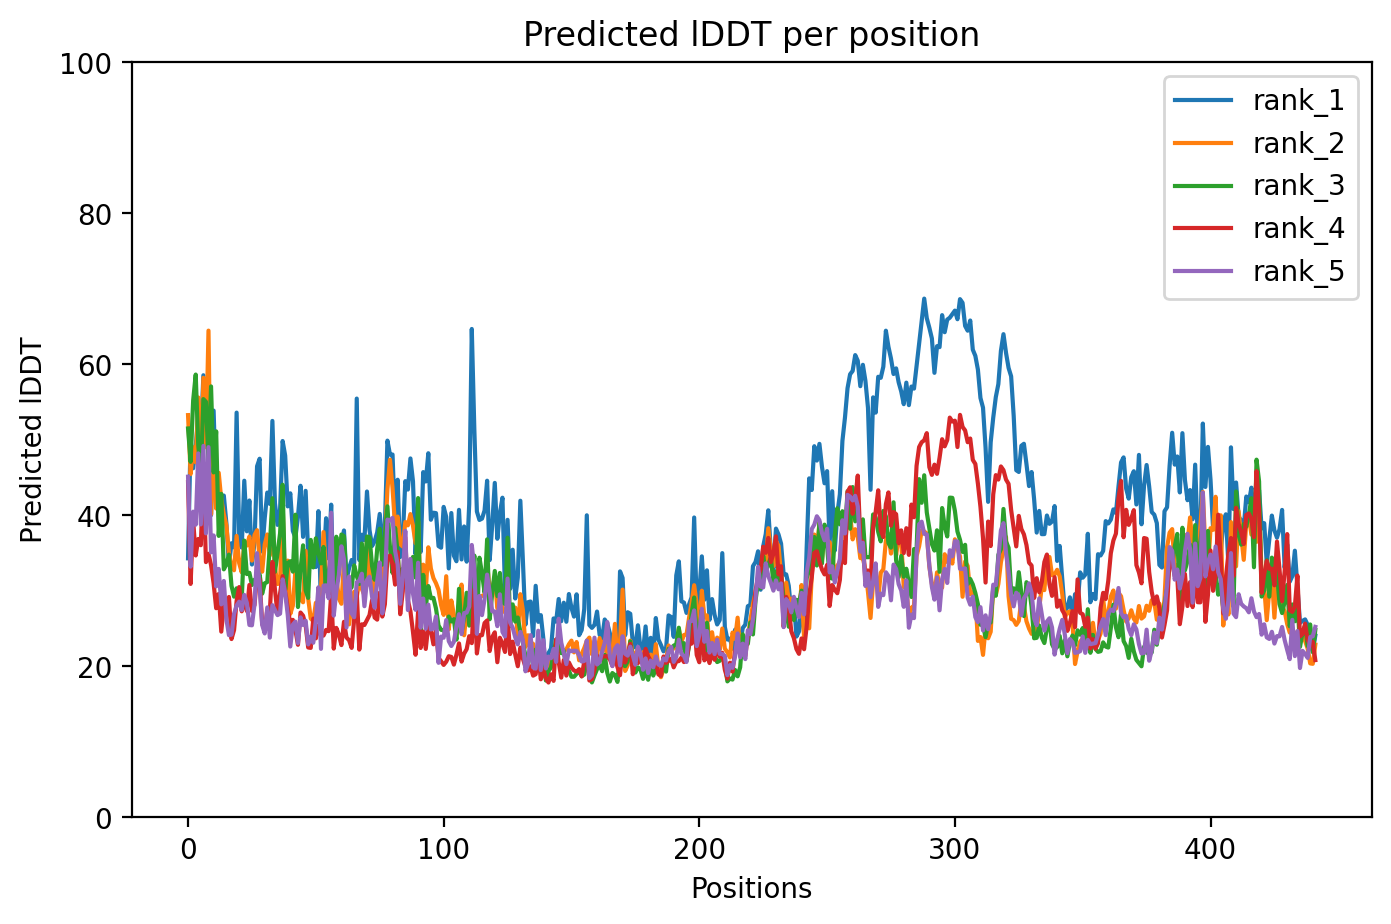 Predicted lDDT per position
100
80
60
40
20
0
Predicted lDDT
0 100 200 300 400
Positions
rank_1
rank_2
rank_3
rank_4
rank_5